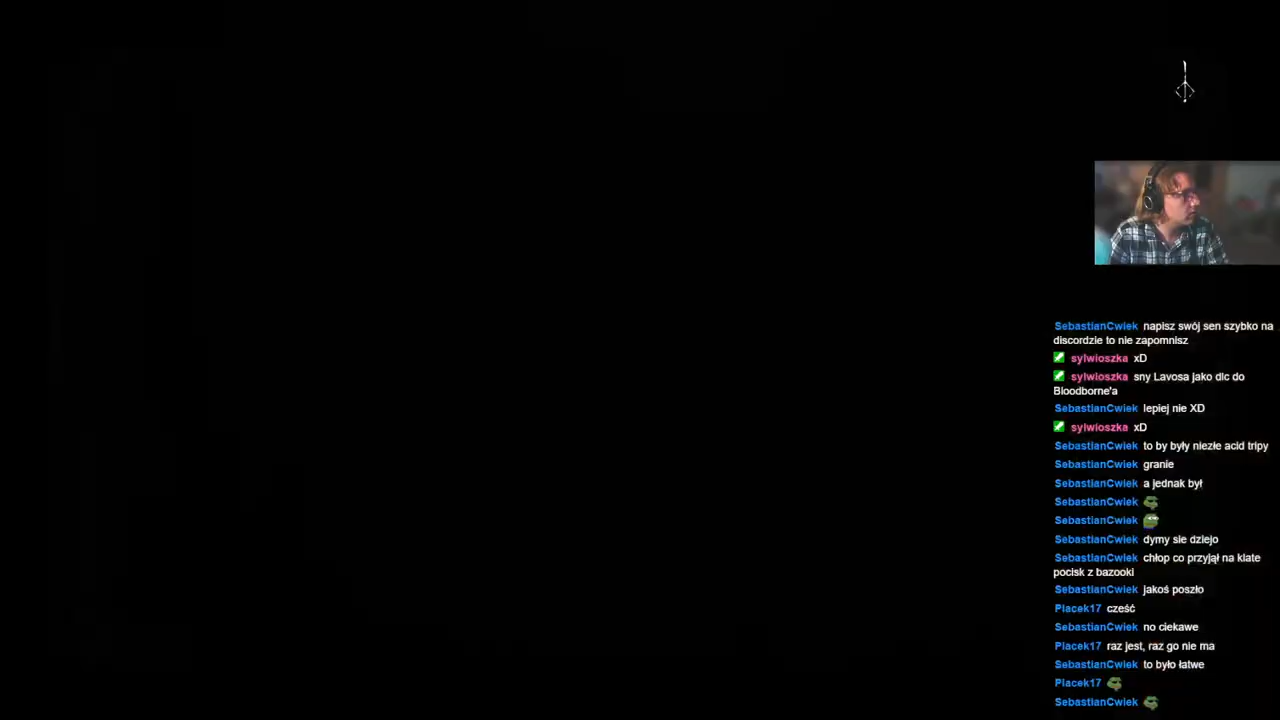 SebastianCwiek napisz swój sen szybko na
discordzie to nie zapomnisz
sylwioszka xD
sylwioszka sny Lavosa jako dlc do
Bloodborne'a
SebastianCwiek lepiej nie XD
sylwioszka xD
SebastianCwiek to by były niezłe acid tripy
SebastianCwiek granie
SebastianCwiek a jednak był
SebastianCwiek
SebastianCwiek
SebastianCwiek dymy sie dziejo
SebastianCwiek chłop co przyjął na klate
pocisk z bazooki
SebastianCwiek jakoś poszło
Placek17 cześć
SebastianCwiek no ciekawe
Placek17 raz jest, raz go nie ma
SebastianCwiek to było łatwe
Placek17
SebastianCwiek